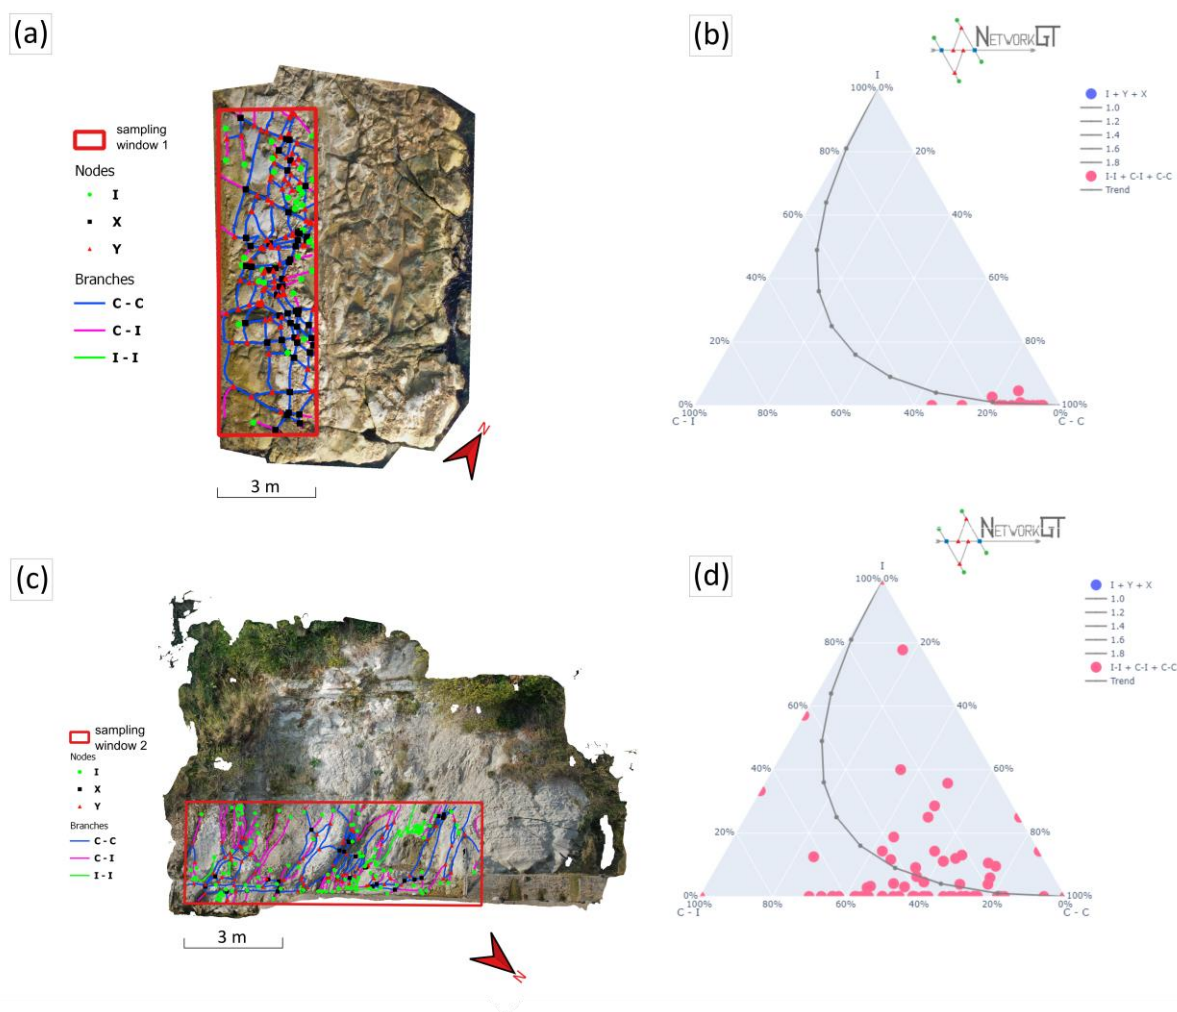 (a)
sampling
window 1
Nodes
I
X
Y
Branches
C - C
C - I
I - I
N
3 m
(b)
NETWORKGT
I
100% 0%
80% 20%
60% 40%
40% 60%
20% 80%
0% 100%
100% 80% 60% 40% 20% 0%
C - I C - C
I + Y + X
1.0
1.2
1.4
1.6
1.8
I-I + C-I + C-C
Trend
(c)
sampling
window 2
Nodes
I
X
Y
Branches
C - C
C - I
I - I
3 m
N
(d)
NETWORKGT
I
100% 0%
80% 20%
60% 40%
40% 60%
20% 80%
0% 100%
100% 80% 60% 40% 20% 0%
C - I C - C
I + Y + X
1.0
1.2
1.4
1.6
1.8
I-I + C-I + C-C
Trend